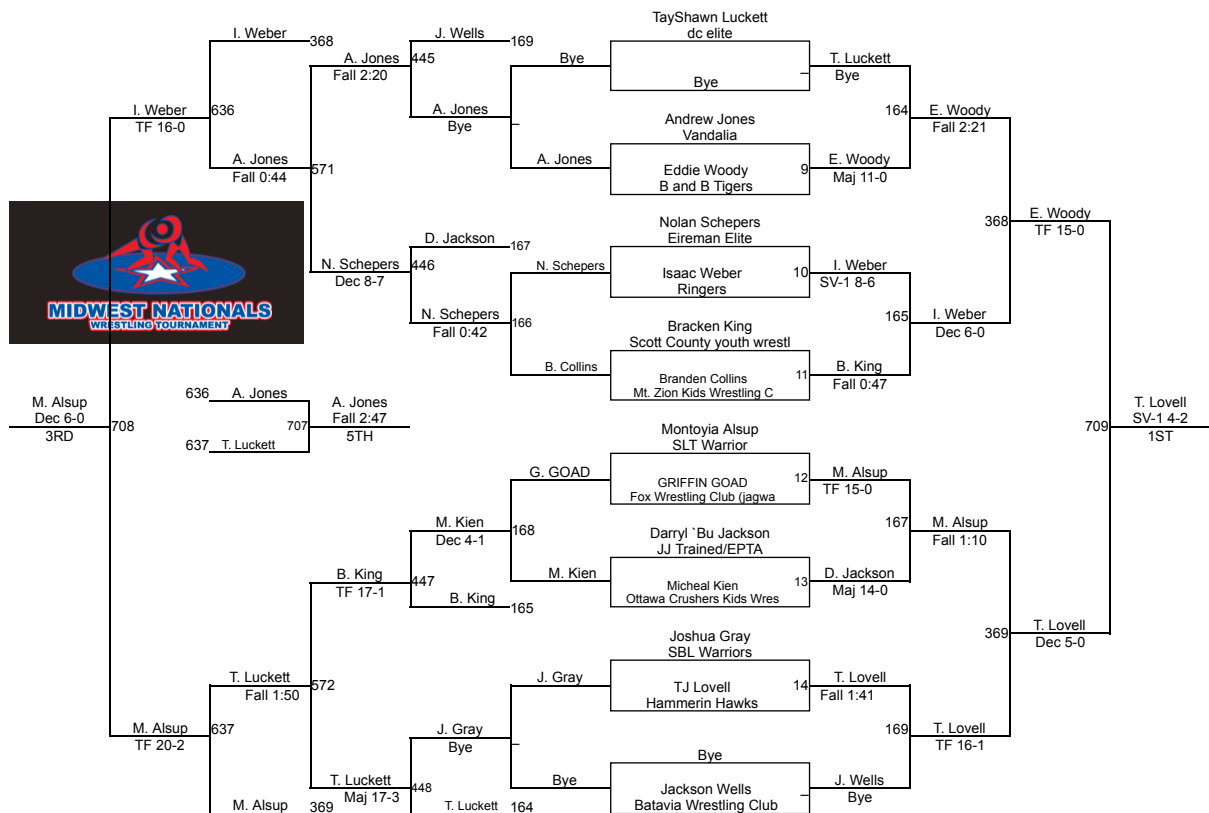 TayShawn Luckett
dc elite
I. Weber
368
J. Wells
169
A. Jones
445
Fall 2:20
Bye
Bye
T. Luckett
Bye
I. Weber
636
TF 16-0
A. Jones
Bye
164
E. Woody
Fall 2:21
Andrew Jones
Vandalia
A. Jones
Fall 0:44
571
A. Jones
Eddie Woody
B and B Tigers
9
E. Woody
Maj 11-0
Nolan Schepers
Eireman Elite
368
E. Woody
TF 15-0
D. Jackson
167
N. Schepers
446
Dec 8-7
N. Schepers
Isaac Weber
Ringers
10
I. Weber
SV-1 8-6
MIDWEST NATIONALS
WRESTLING TOURNAMENT
N. Schepers
Fall 0:42
166
165
I. Weber
Dec 6-0
Bracken King
Scott County youth wrestl
B. Collins
Branden Collins
Mt. Zion Kids Wrestling C
11
B. King
Fall 0:47
M. Alsup
Dec 6-0
3RD
708
636
A. Jones
707
637
T. Luckett
A. Jones
Fall 2:47
5TH
709
T. Lovell
SV-1 4-2
1ST
Montoyia Alsup
SLT Warrior
G. GOAD
GRIFFIN GOAD
Fox Wrestling Club (jagwa
12
M. Alsup
TF 15-0
M. Kien
Dec 4-1
168
167
M. Alsup
Fall 1:10
Darryl `Bu Jackson
JJ Trained/EPTA
B. King
TF 17-1
447
M. Kien
Micheal Kien
Ottawa Crushers Kids Wres
13
D. Jackson
Maj 14-0
B. King
165
369
T. Lovell
Dec 5-0
Joshua Gray
SBL Warriors
T. Luckett
Fall 1:50
572
J. Gray
TJ Lovell
Hammerin Hawks
14
T. Lovell
Fall 1:41
M. Alsup
TF 20-2
637
J. Gray
Bye
169
T. Lovell
TF 16-1
Bye
T. Luckett
Maj 17-3
448
Bye
Jackson Wells
Batavia Wrestling Club
J. Wells
Bye
M. Alsup
369
T. Luckett
164